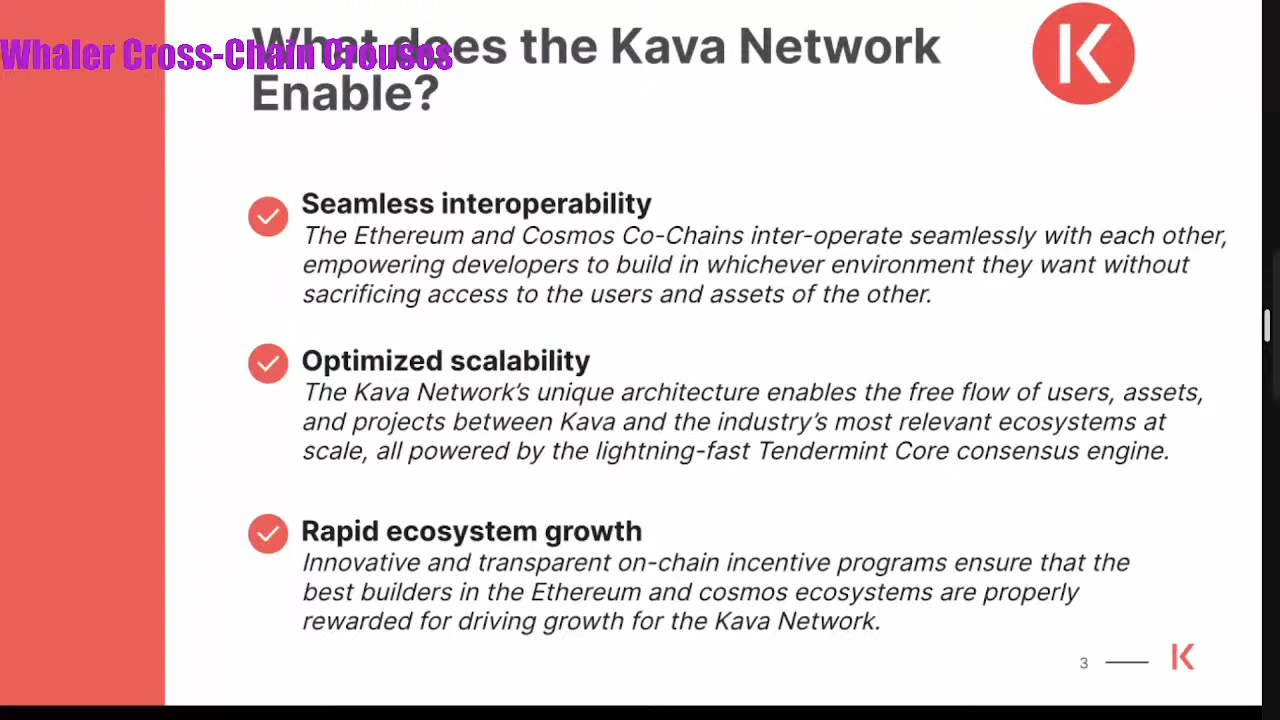 Whaler Cross-Chain Crouses
What does the Kava Network
Enable?
Seamless interoperability
The Ethereum and Cosmos Co-Chains inter-operate seamlessly with each other,
empowering developers to build in whichever environment they want without
sacrificing access to the users and assets of the other.
Optimized scalability
The Kava Network’s unique architecture enables the free flow of users, assets,
and projects between Kava and the industry’s most relevant ecosystems at
scale, all powered by the lightning-fast Tendermint Core consensus engine.
Rapid ecosystem growth
Innovative and transparent on-chain incentive programs ensure that the
best builders in the Ethereum and cosmos ecosystems are properly
rewarded for driving growth for the Kava Network.
3